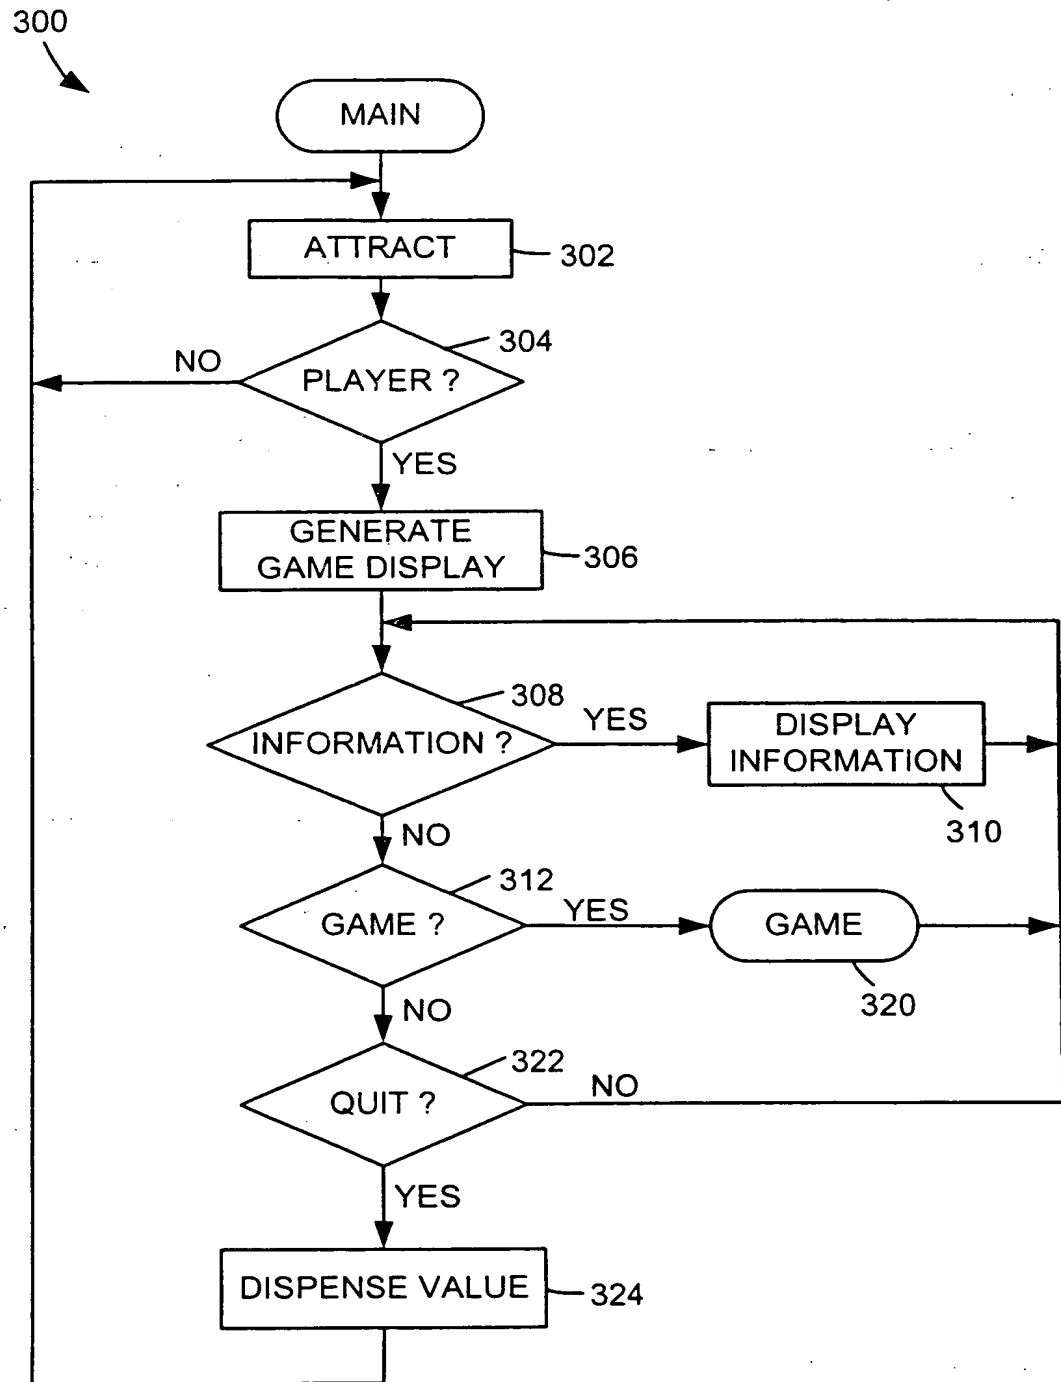 300
MAIN
ATTRACT
302
304
NO
PLAYER ?
YES
GENERATE
GAME DISPLAY
306
308
INFORMATION ?
YES
DISPLAY
INFORMATION
310
NO
312
GAME ?
YES
GAME
320
NO
322
QUIT ?
NO
YES
DISPENSE VALUE
324